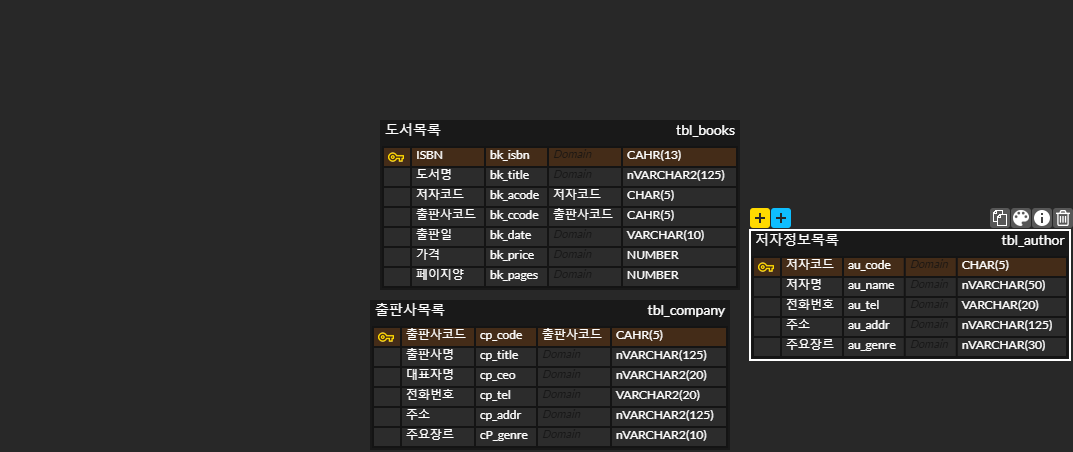 도서목록 tbl_books
ISBN bk_isbn Domain CAHR(13)
도서명 bk_title Domain nVARCHAR2(125)
저자코드 bk_acode 저자코드 CHAR(5)
출판사코드 bk_ccode 출판사코드 CAHR(5)
출판일 bk_date Domain VARCHAR(10)
가격 bk_price Domain NUMBER
페이지양 bk_pages Domain NUMBER
출판사목록 tbl_company
출판사코드 cp_code 출판사코드 CAHR(5)
출판사명 cp_title Domain nVARCHAR(125)
대표자명 cp_ceo Domain nVARCHAR2(20)
전화번호 cp_tel Domain VARCHAR2(20)
주소 cp_addr Domain nVARCHAR2(125)
주요장르 cP_genre Domain nVARCHAR2(10)
저자정보목록 tbl_author
저자코드 au_code Domain CHAR(5)
저자명 au_name Domain nVARCHAR(50)
전화번호 au_tel Domain VARCHAR(20)
주소 au_addr Domain nVARCHAR(125)
주요장르 au_genre Domain nVARCHAR(30)